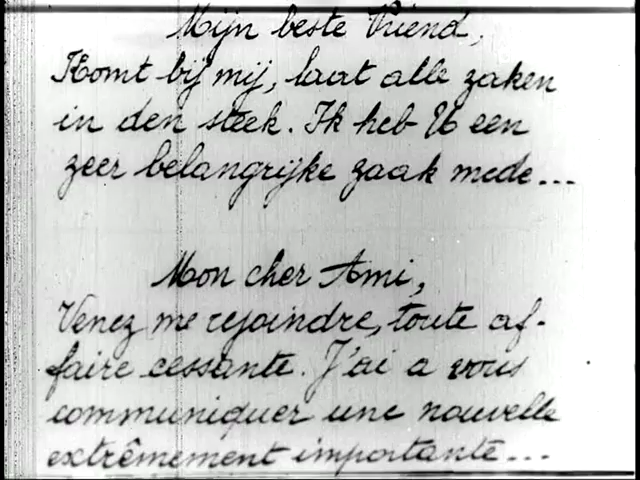 Mijn beste Vriend,
Komt bij mij, laat alle zaken
in den steek. Ik heb U een
zeer belangrijke zaak mede...
Mon cher Ami,
Venez me rejoindre, toute af-
faire cessante. J'ai a vous
communiquer une nouvelle
extrêmement importante...